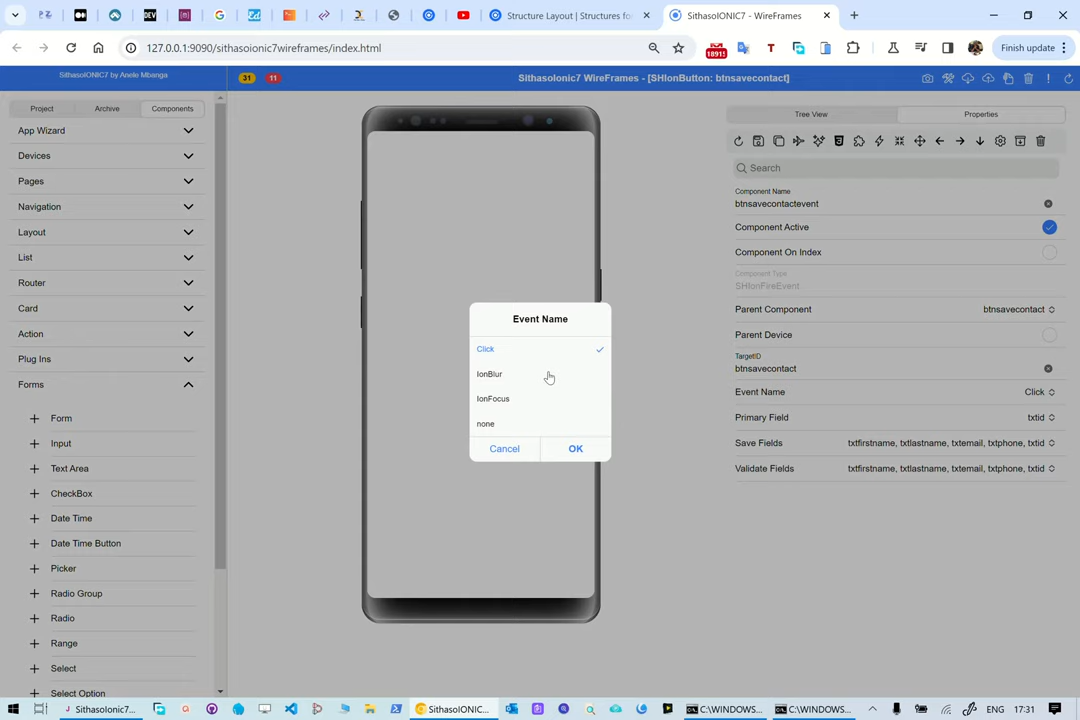 Structure Layout | Structures fo
SithasoIONIC7 - WireFrames
127.0.0.1:9090/sithasoionic7wireframes/index.html
1891!
Finish update
SithasoIONIC7 by Anele Mbanga
31
11
SithasoIonic7 WireFrames - [SHIonButton: btnsavecontact]
Project
Archive
Components
App Wizard
Devices
Pages
Navigation
Layout
List
Router
Card
Action
Plug Ins
Forms
Form
Input
Text Area
CheckBox
Date Time
Date Time Button
Picker
Radio Group
Radio
Range
Select
Select Option
Event Name
Click
IonBlur
IonFocus
none
Cancel
OK
Tree View
Properties
Search
Component Name
btnsavecontactevent
Component Active
Component On Index
Component Type
SHIonFireEvent
Parent Component
btnsavecontact
Parent Device
TargetID
btnsavecontact
Event Name
Click
Primary Field
txtid
Save Fields
txtfirstname, txtlastname, txtemail, txtphone, txtid
Validate Fields
txtfirstname, txtlastname, txtemail, txtphone, txtid
SithasoIonic7...
SithasoIONIC...
C:\WINDOWS...
C:\WINDOWS...
ENG
17:31